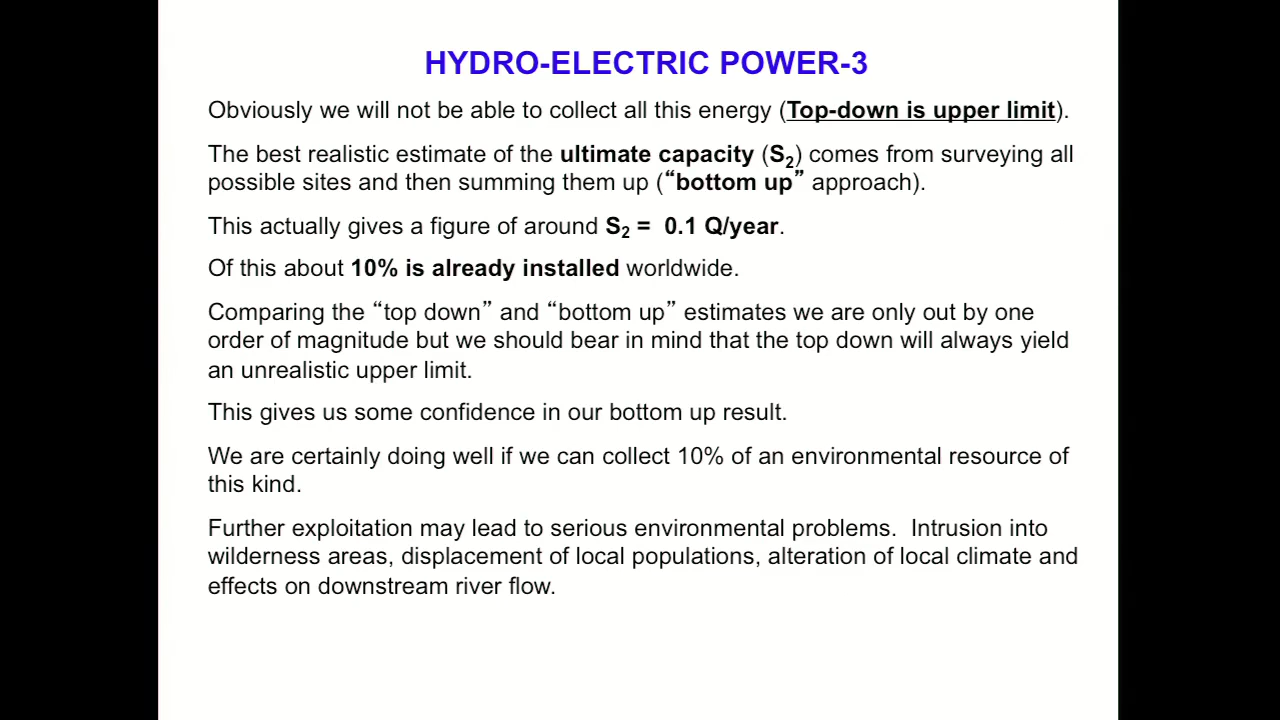 HYDRO-ELECTRIC POWER-3
Obviously we will not be able to collect all this energy (Top-down is upper limit).
The best realistic estimate of the ultimate capacity (S₂) comes from surveying all
possible sites and then summing them up (“bottom up” approach).
This actually gives a figure of around S₂ = 0.1 Q/year.
Of this about 10% is already installed worldwide.
Comparing the “top down” and “bottom up” estimates we are only out by one
order of magnitude but we should bear in mind that the top down will always yield
an unrealistic upper limit.
This gives us some confidence in our bottom up result.
We are certainly doing well if we can collect 10% of an environmental resource of
this kind.
Further exploitation may lead to serious environmental problems.  Intrusion into
wilderness areas, displacement of local populations, alteration of local climate and
effects on downstream river flow.